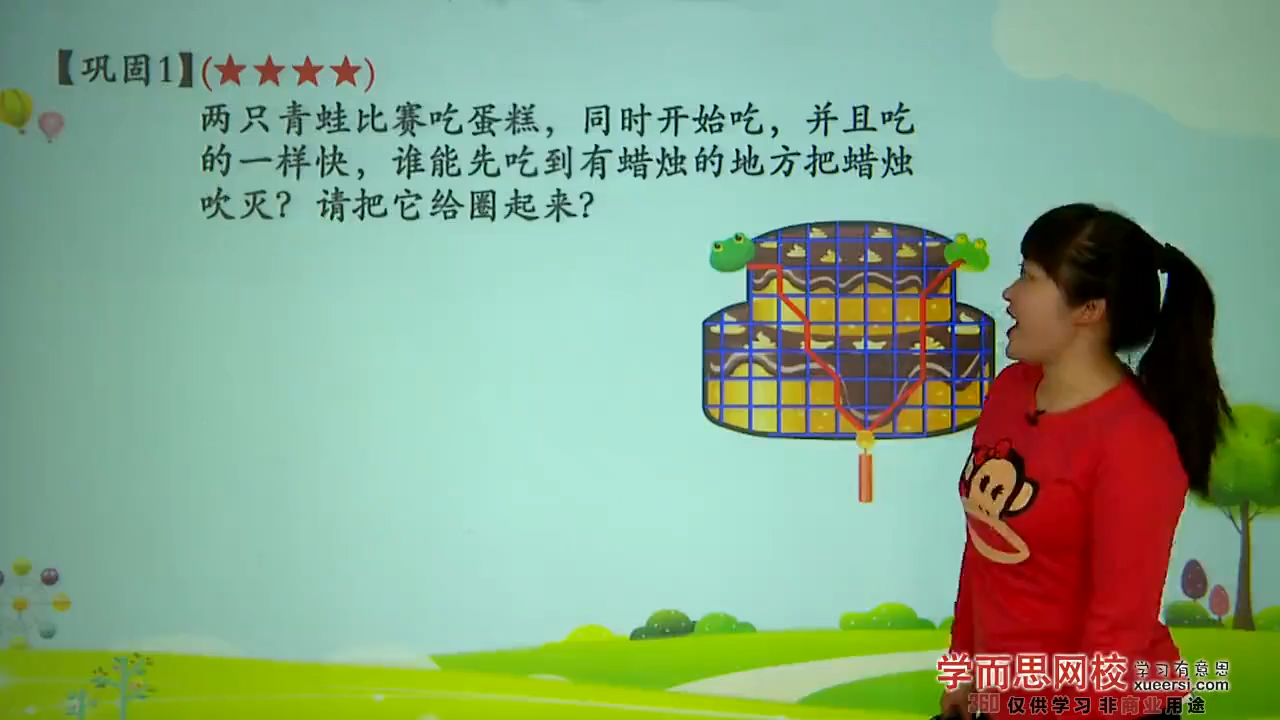 【巩固1】(★★★★)
两只青蛙比赛吃蛋糕，同时开始吃，并且吃
的一样快，谁能先吃到有蜡烛的地方把蜡烛
吹灭？请把它给圈起来？
学而思网校 学习有意思
xueersi.com
360 仅供学习 非商业用途